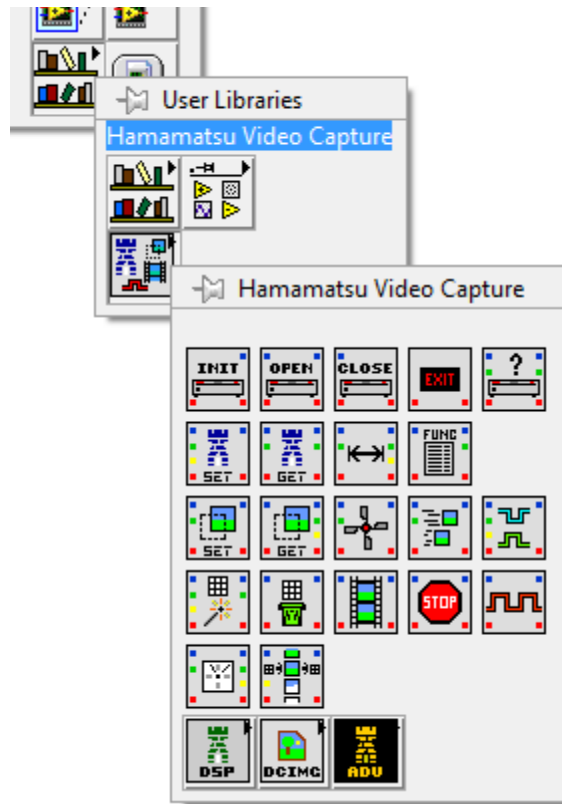 User Libraries
Hamamatsu Video Capture
Hamamatsu Video Capture
INIT OPEN CLOSE EXIT ?
SET GET FUNC
SET GET
STOP
DSP DCIMG ADV